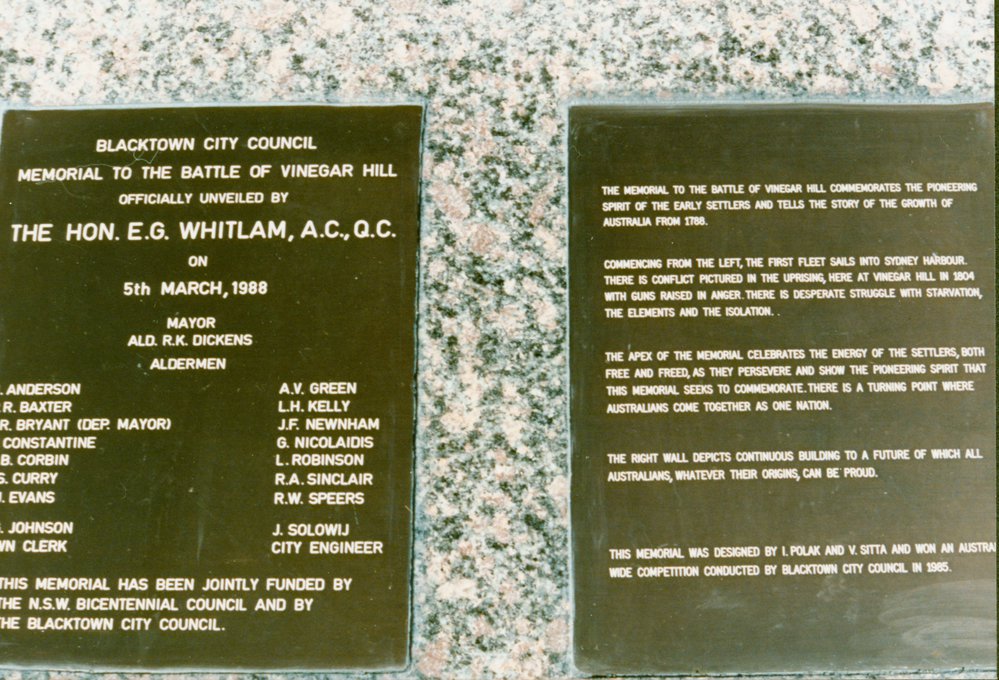 BLACKTOWN CITY COUNCIL
MEMORIAL TO THE BATTLE OF VINEGAR HILL
OFFICIALLY UNVEILED BY
THE HON. E.G. WHITLAM, A.C., Q.C.
ON
5th MARCH, 1988
MAYOR
ALD. R.K. DICKENS
ALDERMEN
. ANDERSON
.R. BAXTER
R. BRYANT (DEP. MAYOR)
CONSTANTINE
B. CORBIN
S. CURRY
. EVANS
A.V. GREEN
L.H. KELLY
J.F. NEWNHAM
G. NICOLAIDIS
L. ROBINSON
R.A. SINCLAIR
R.W. SPEERS
. JOHNSON
WN CLERK
J. SOLOWIJ
CITY ENGINEER
THIS MEMORIAL HAS BEEN JOINTLY FUNDED BY
THE N.S.W. BICENTENNIAL COUNCIL AND BY
THE BLACKTOWN CITY COUNCIL.
THE MEMORIAL TO THE BATTLE OF VINEGAR HILL COMMEMORATES THE PIONEERING
SPIRIT OF THE EARLY SETTLERS AND TELLS THE STORY OF THE GROWTH OF
AUSTRALIA FROM 1788.
COMMENCING FROM THE LEFT, THE FIRST FLEET SAILS INTO SYDNEY HARBOUR.
THERE IS CONFLICT PICTURED IN THE UPRISING, HERE AT VINEGAR HILL IN 1804
WITH GUNS RAISED IN ANGER. THERE IS DESPERATE STRUGGLE WITH STARVATION,
THE ELEMENTS AND THE ISOLATION. .
THE APEX OF THE MEMORIAL CELEBRATES THE ENERGY OF THE SETTLERS, BOTH
FREE AND FREED, AS THEY PERSEVERE AND SHOW THE PIONEERING SPIRIT THAT
THIS MEMORIAL SEEKS TO COMMEMORATE. THERE IS A TURNING POINT WHERE
AUSTRALIANS COME TOGETHER AS ONE NATION.
THE RIGHT WALL DEPICTS CONTINUOUS BUILDING TO A FUTURE OF WHICH ALL
AUSTRALIANS, WHATEVER THEIR ORIGINS, CAN BE PROUD.
THIS MEMORIAL WAS DESIGNED BY I. POLAK AND V. SITTA AND WON AN AUSTRA
WIDE COMPETITION CONDUCTED BY BLACKTOWN CITY COUNCIL IN 1985.